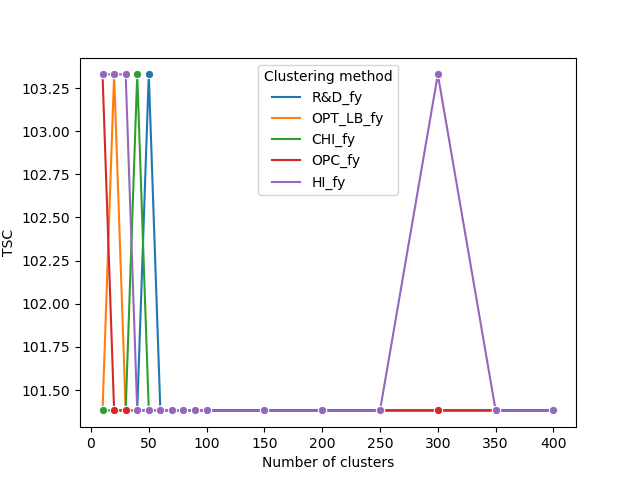 TSC
103.25
103.00
102.75
102.50
102.25
102.00
101.75
101.50
Clustering method
R&D_fy
OPT_LB_fy
CHI_fy
OPC_fy
HI_fy
0 50 100 150 200 250 300 350 400
Number of clusters